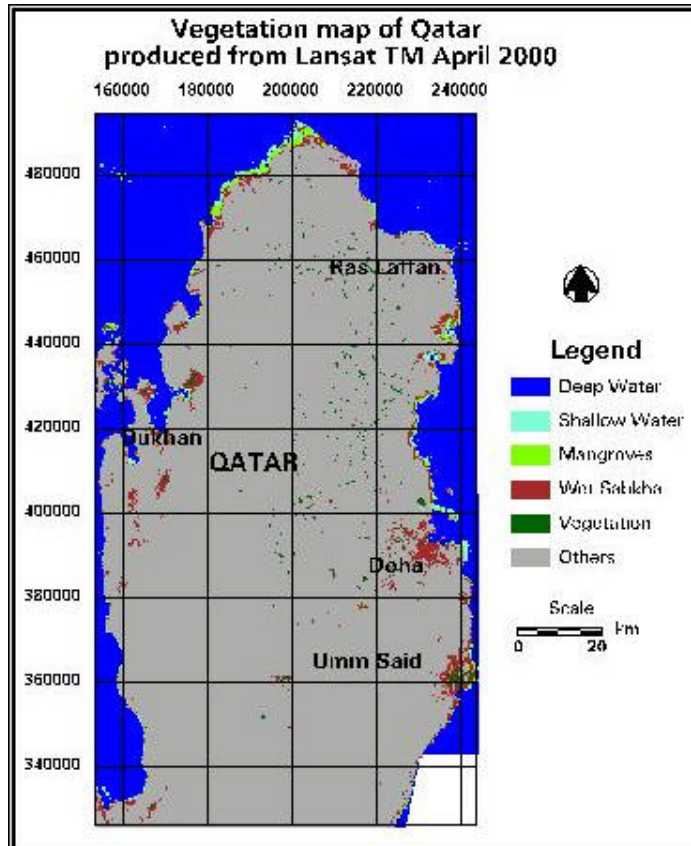 Vegetation map of Qatar
produced from Lansat TM April 2000
160000 180000 200000 220000 240000
480000
460000
440000
420000
400000
380000
360000
340000
Ras Laffan
Dukhan
QATAR
Doha
Umm Said
Legend
Deep Water
Shallow Water
Mangroves
Wet Sabkha
Vegetation
Others
Scale
km
0 20